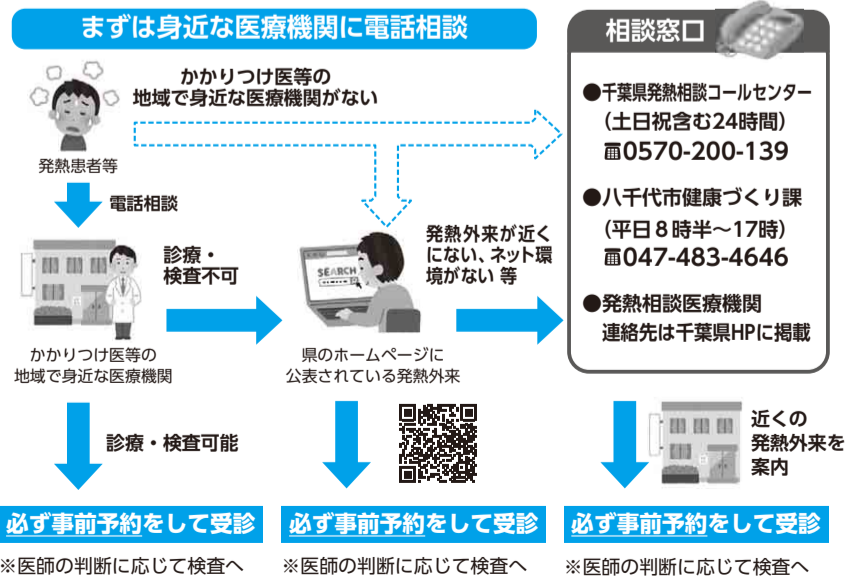 まずは身近な医療機関に電話相談
かかりつけ医等の
地域で身近な医療機関がない
発熱患者等
電話相談
診療・
検査不可
かかりつけ医等の
地域で身近な医療機関
SEARCH
県のホームページに
公表されている発熱外来
発熱外来が近く
にない、ネット環
境がない 等
相談窓口
●千葉県発熱相談コールセンター
（土日祝含む24時間）
0570-200-139
●八千代市健康づくり課
（平日８時半～17時）
047-483-4646
●発熱相談医療機関
連絡先は千葉県HPに掲載
診療・検査可能
近くの
発熱外来を
案内
必ず事前予約をして受診
※医師の判断に応じて検査へ
必ず事前予約をして受診
※医師の判断に応じて検査へ
必ず事前予約をして受診
※医師の判断に応じて検査へ